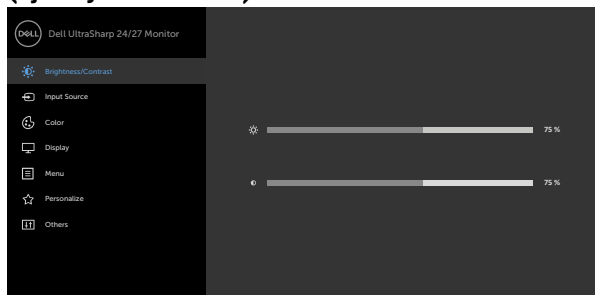 DELL
Dell UltraSharp 24/27 Monitor
Brightness/Contrast
Input Source
Color
Display
Menu
Personalize
Others
75 %
75 %